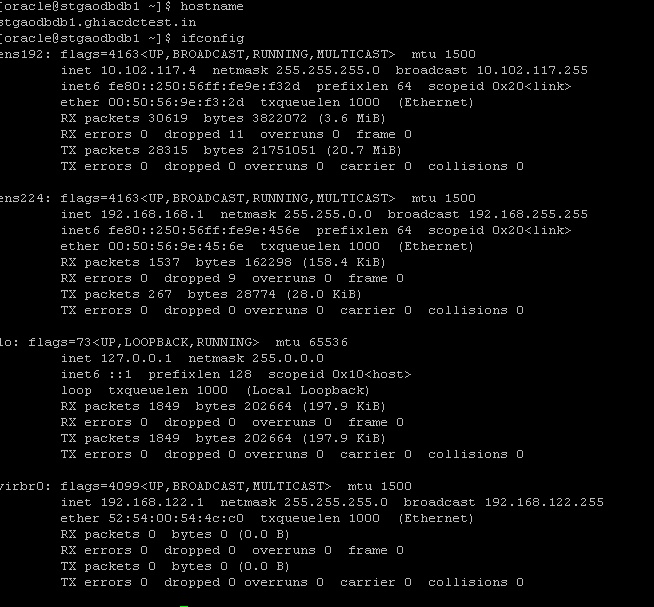 [oracle@stgaodbdb1 ~]$ hostname
stgaodbdb1.ghiacdctest.in
[oracle@stgaodbdb1 ~]$ ifconfig
ens192: flags=4163<UP,BROADCAST,RUNNING,MULTICAST>  mtu 1500
        inet 10.102.117.4  netmask 255.255.255.0  broadcast 10.102.117.255
        inet6 fe80::250:56ff:fe9e:f32d  prefixlen 64  scopeid 0x20<link>
        ether 00:50:56:9e:f3:2d  txqueuelen 1000  (Ethernet)
        RX packets 30619  bytes 3822072 (3.6 MiB)
        RX errors 0  dropped 11  overruns 0  frame 0
        TX packets 28315  bytes 21751051 (20.7 MiB)
        TX errors 0  dropped 0 overruns 0  carrier 0  collisions 0

ens224: flags=4163<UP,BROADCAST,RUNNING,MULTICAST>  mtu 1500
        inet 192.168.168.1  netmask 255.255.0.0  broadcast 192.168.255.255
        inet6 fe80::250:56ff:fe9e:456e  prefixlen 64  scopeid 0x20<link>
        ether 00:50:56:9e:45:6e  txqueuelen 1000  (Ethernet)
        RX packets 1537  bytes 162298 (158.4 KiB)
        RX errors 0  dropped 9  overruns 0  frame 0
        TX packets 267  bytes 28774 (28.0 KiB)
        TX errors 0  dropped 0 overruns 0  carrier 0  collisions 0

lo: flags=73<UP,LOOPBACK,RUNNING>  mtu 65536
        inet 127.0.0.1  netmask 255.0.0.0
        inet6 ::1  prefixlen 128  scopeid 0x10<host>
        loop  txqueuelen 1000  (Local Loopback)
        RX packets 1849  bytes 202664 (197.9 KiB)
        RX errors 0  dropped 0  overruns 0  frame 0
        TX packets 1849  bytes 202664 (197.9 KiB)
        TX errors 0  dropped 0 overruns 0  carrier 0  collisions 0

virbr0: flags=4099<UP,BROADCAST,MULTICAST>  mtu 1500
        inet 192.168.122.1  netmask 255.255.255.0  broadcast 192.168.122.255
        ether 52:54:00:54:4c:c0  txqueuelen 1000  (Ethernet)
        RX packets 0  bytes 0 (0.0 B)
        RX errors 0  dropped 0  overruns 0  frame 0
        TX packets 0  bytes 0 (0.0 B)
        TX errors 0  dropped 0 overruns 0  carrier 0  collisions 0